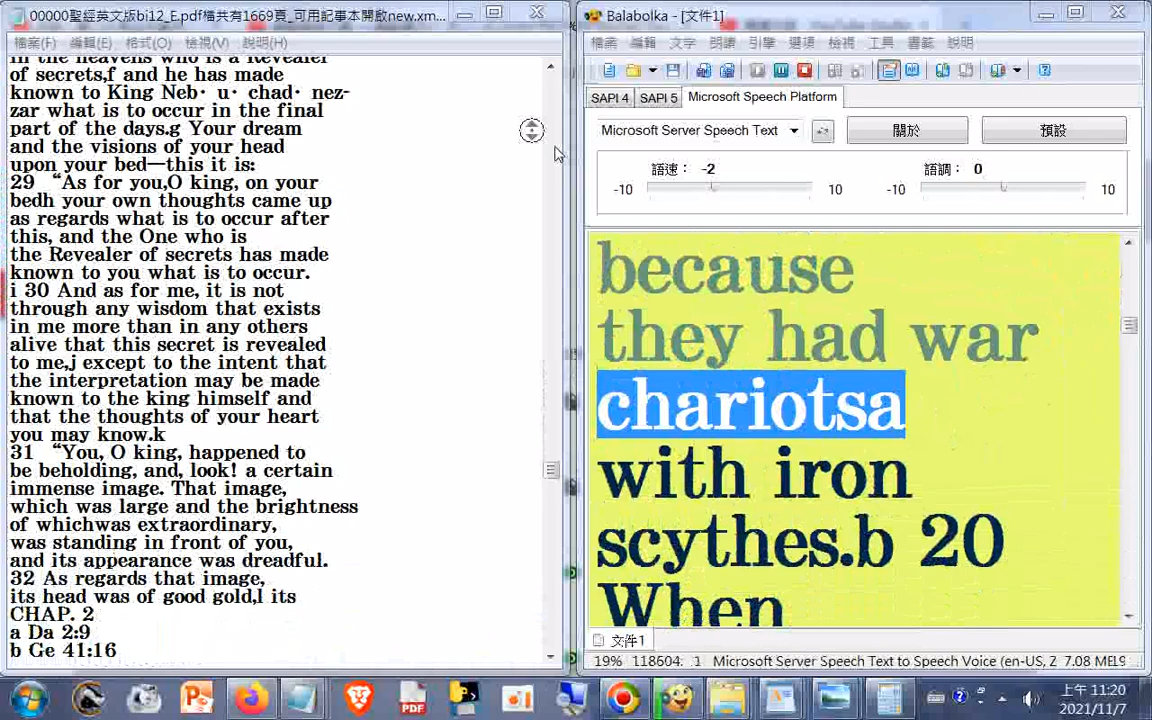 00000聖經英文版bi12_E.pdf檔共有1669頁_可用記事本開啟new.xm...
檔案(F) 編輯(E) 格式(O) 檢視(V) 說明(H)
in the heavens who is a Revealer
of secrets,f and he has made
known to King Neb· u· chad· nez-
zar what is to occur in the final
part of the days.g Your dream
and the visions of your head
upon your bed—this it is:
29 “As for you,O king, on your
bedh your own thoughts came up
as regards what is to occur after
this, and the One who is
the Revealer of secrets has made
known to you what is to occur.
i 30 And as for me, it is not
through any wisdom that exists
in me more than in any others
alive that this secret is revealed
to me,j except to the intent that
the interpretation may be made
known to the king himself and
that the thoughts of your heart
you may know.k
31 “You, O king, happened to
be beholding, and, look! a certain
immense image. That image,
which was large and the brightness
of whichwas extraordinary,
was standing in front of you,
and its appearance was dreadful.
32 As regards that image,
its head was of good gold,l its
CHAP. 2
a Da 2:9
b Ge 41:16
Balabolka - [文件1]
檔案 編輯 文字 朗讀 引擎 選項 檢視 工具 書籤 說明
SAPI 4 SAPI 5 Microsoft Speech Platform
Microsoft Server Speech Text 關於 預設
語速： -2 語調： 0
-10 10 -10 10
because
they had war
chariotsa
with iron
scythes.b 20
When
文件1
19% 118604. 1 Microsoft Server Speech Text to Speech Voice (en-US, 2 7.08 ME
上午 11:20
2021/11/7